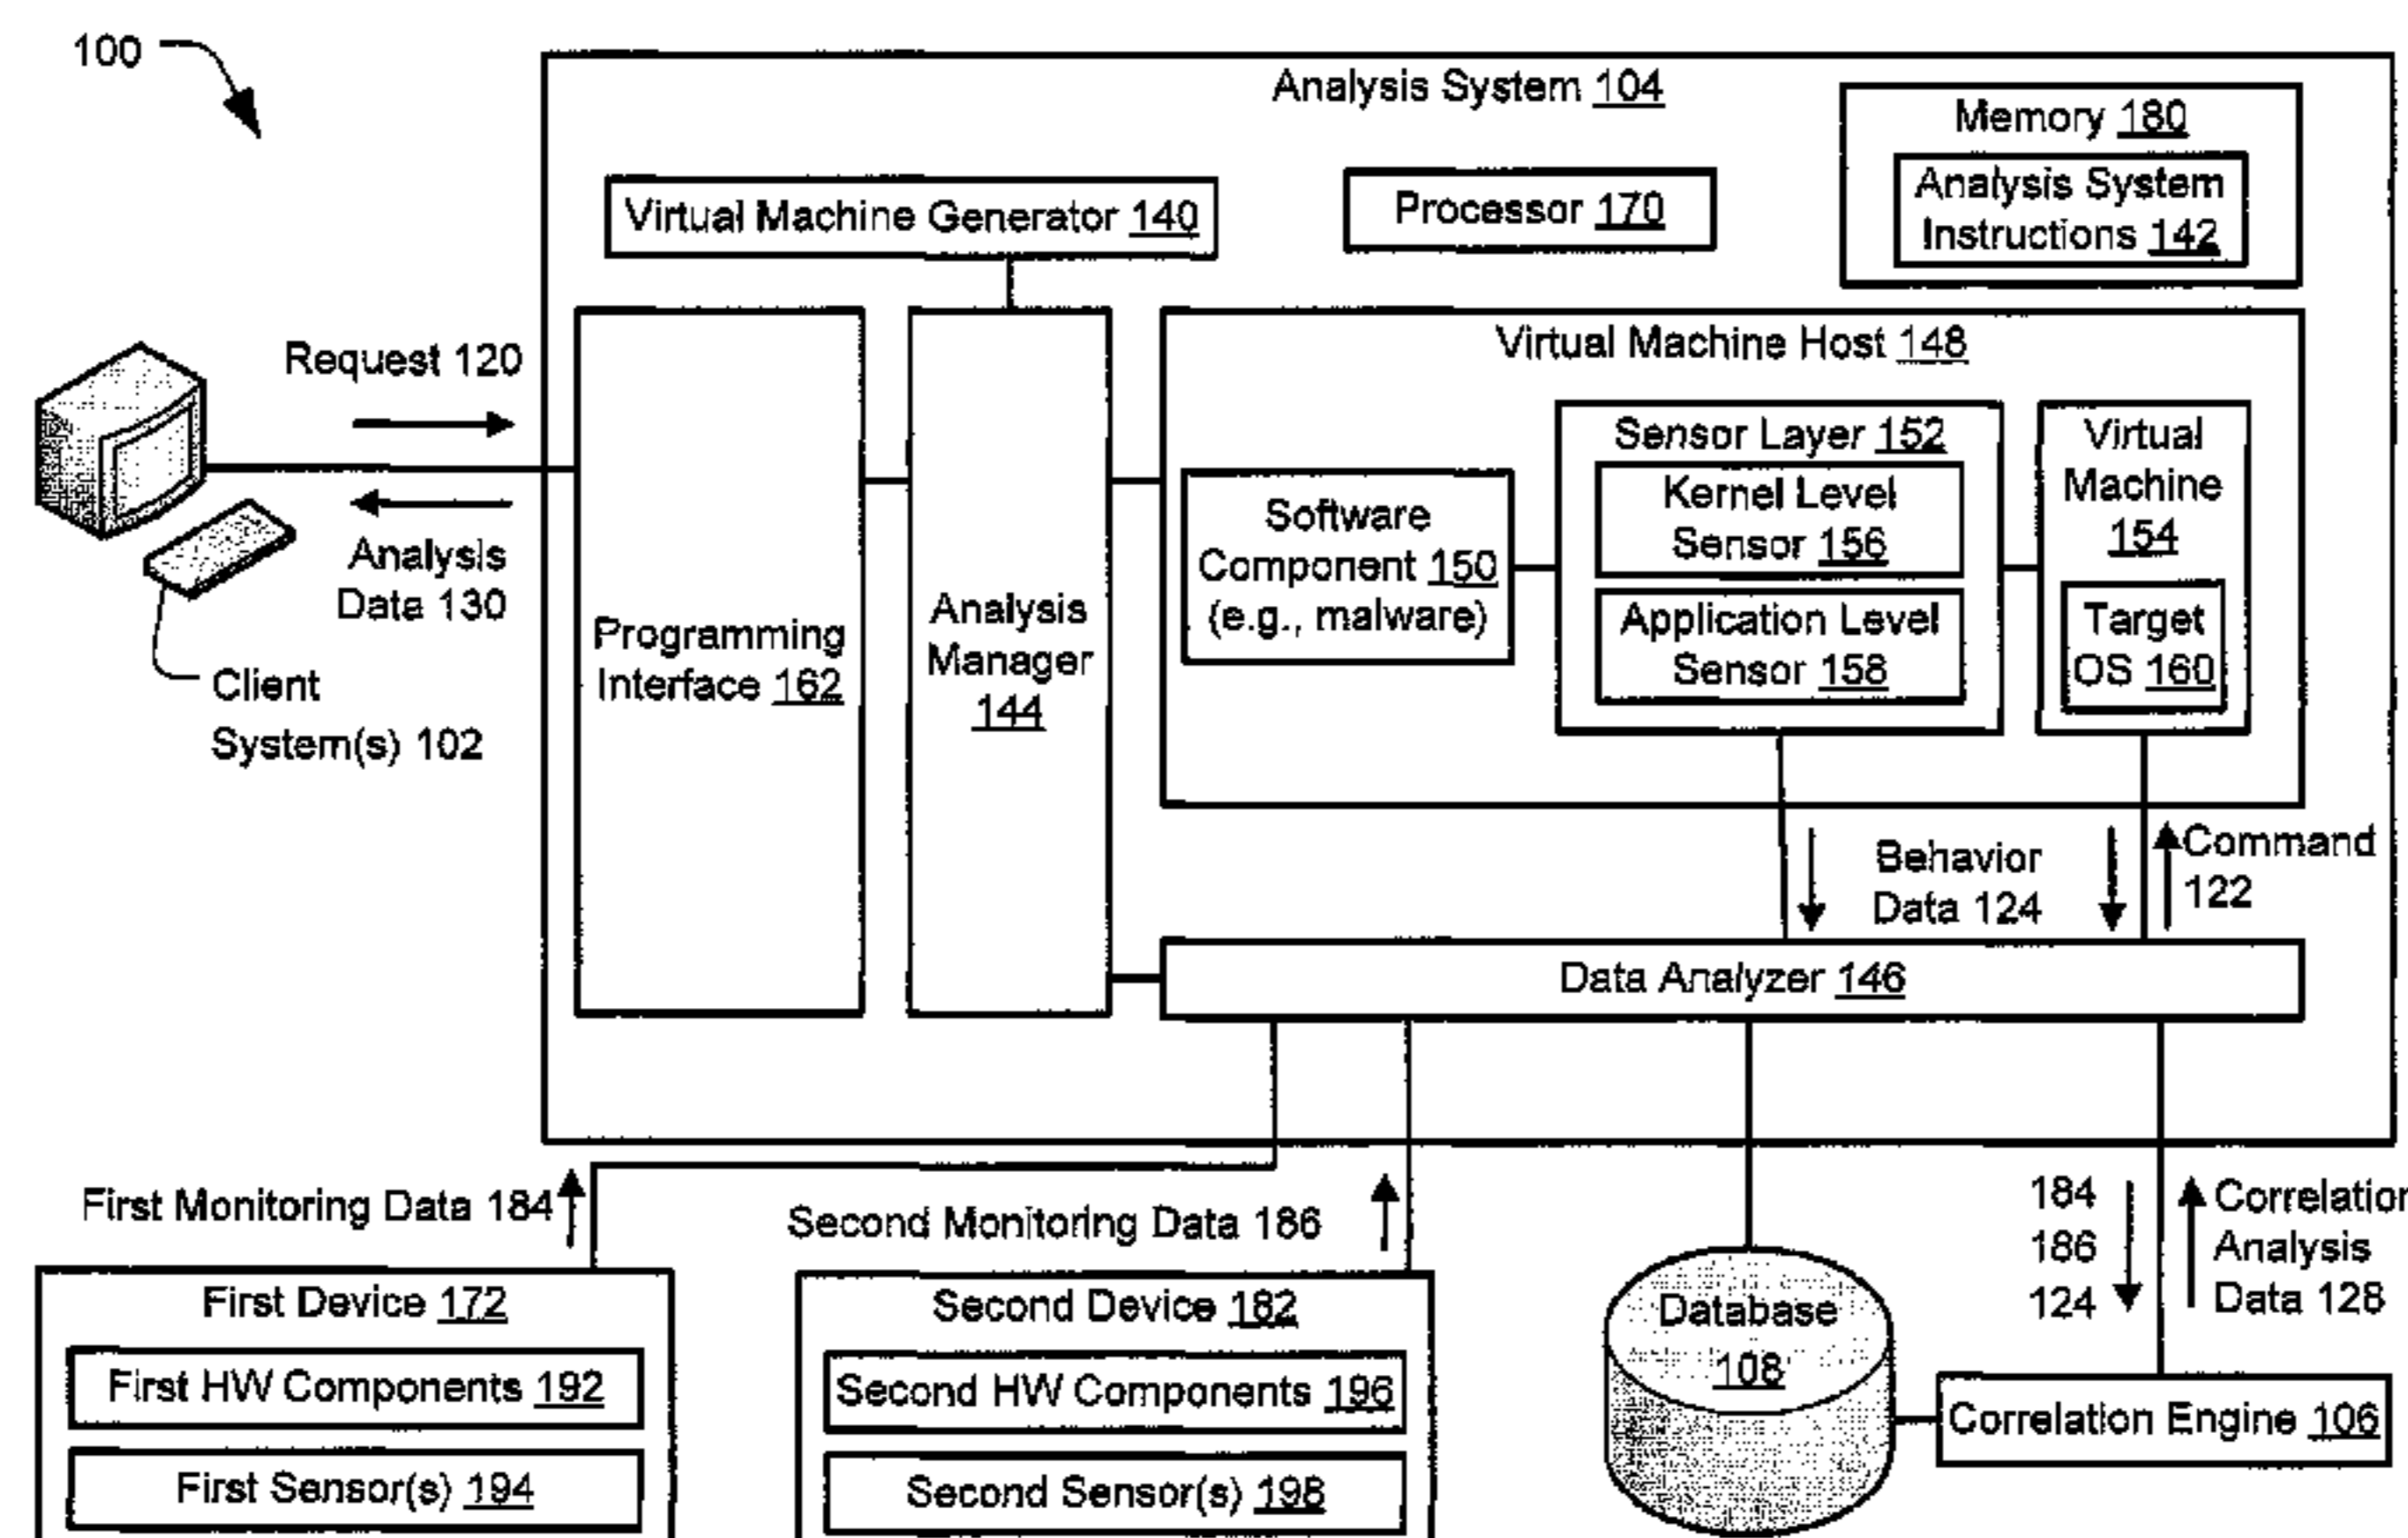 100
Analysis System 104
Memory 180
Analysis System
Instructions 142
Virtual Machine Generator 140
Processor 170
Request 120
Analysis
Data 130
Client
System(s) 102
Programming
Interface 162
Analysis
Manager
144
Virtual Machine Host 148
Software
Component 150
(e.g., malware)
Sensor Layer 152
Kernel Level
Sensor 156
Application Level
Sensor 158
Virtual
Machine
154
Target
OS 160
Behavior
Data 124
Command
122
Data Analyzer 146
First Monitoring Data 184
Second Monitoring Data 186
184
186
124
Correlation
Analysis
Data 128
First Device 172
First HW Components 192
First Sensor(s) 194
Second Device 182
Second HW Components 196
Second Sensor(s) 198
Database
108
Correlation Engine 106